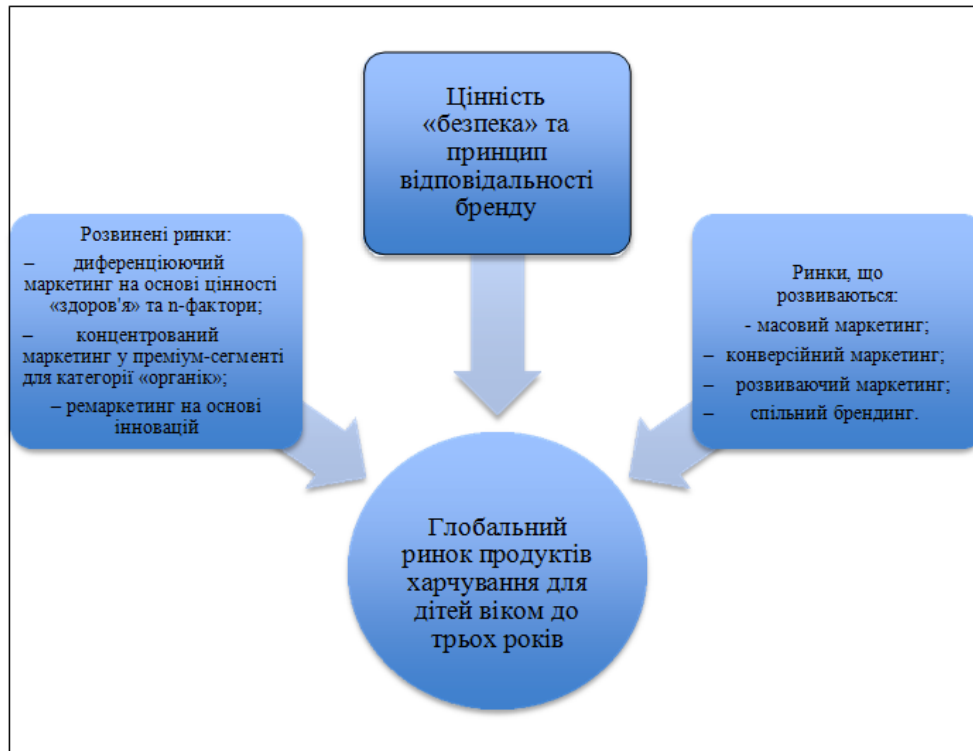 Цінність
«безпека» та
принцип
відповідальності
бренду
Розвинені ринки:
– диференціюючий
маркетинг на основі цінності
«здоров'я» та n-фактори;
– концентрований
маркетинг у преміум-сегменті
для категорії «органік»;
– ремаркетинг на основі
інновацій
Ринки, що
розвиваються:
- масовий маркетинг;
– конверсійний маркетинг;
– розвиваючий маркетинг;
– спільний брендинг.
Глобальний
ринок продуктів
харчування для
дітей віком до
трьох років